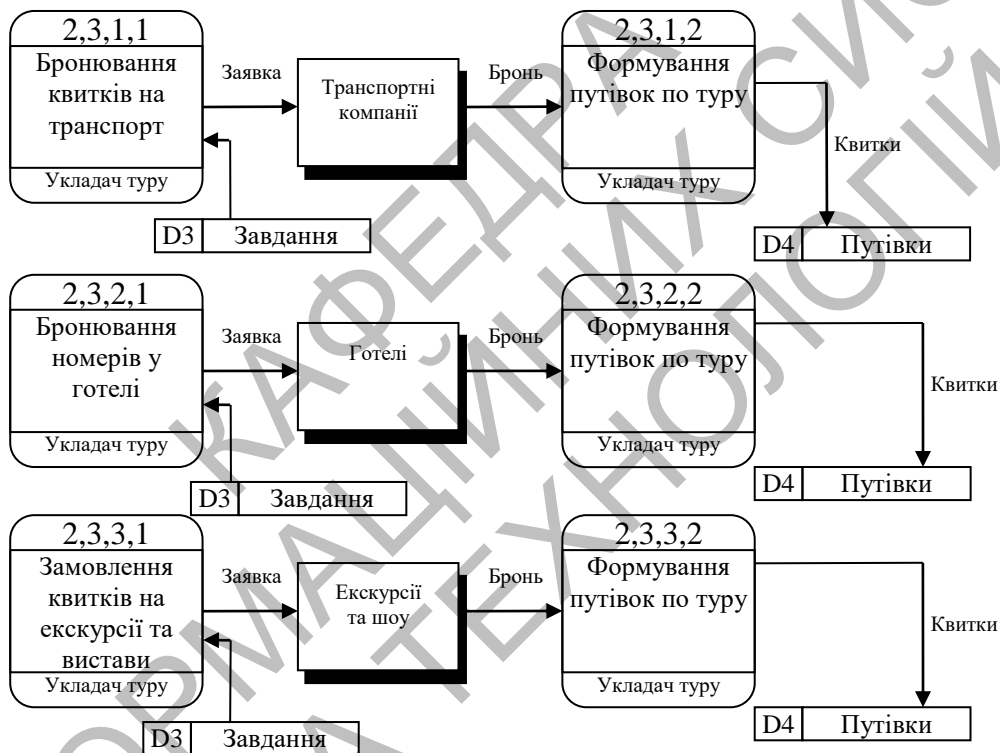 2,3,1,1
Бронювання
квитків на
транспорт
Укладач туру
Заявка
Транспортні
компанії
Бронь
2,3,1,2
Формування
путівок по туру
Укладач туру
Квитки
D3 Завдання
D4 Путівки
2,3,2,1
Бронювання
номерів у
готелі
Укладач туру
Заявка
Готелі
Бронь
2,3,2,2
Формування
путівок по туру
Укладач туру
Квитки
D3 Завдання
D4 Путівки
2,3,3,1
Замовлення
квитків на
екскурсії та
вистави
Укладач туру
Заявка
Екскурсії
та шоу
Бронь
2,3,3,2
Формування
путівок по туру
Укладач туру
Квитки
D3 Завдання
D4 Путівки
КАФЕДРА